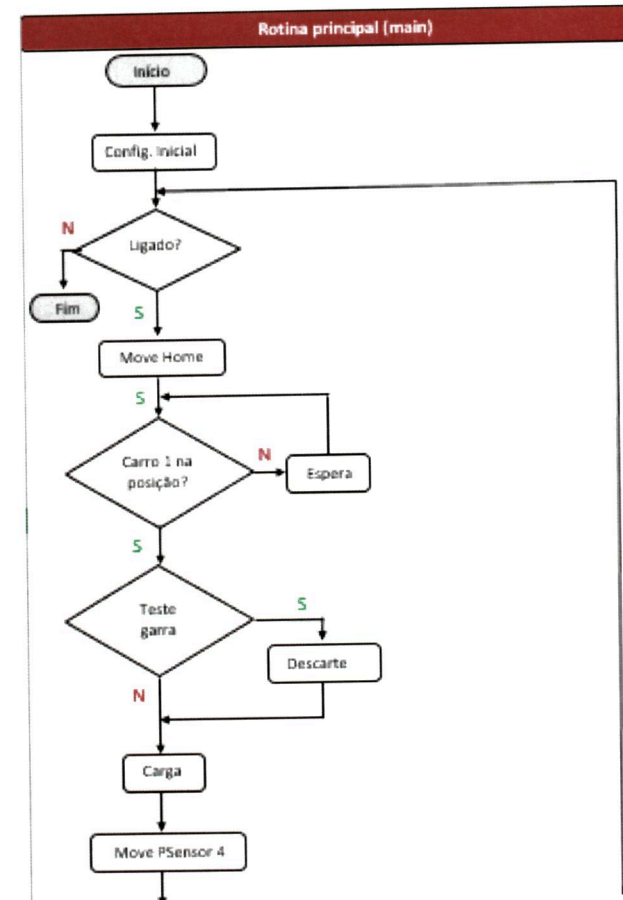 Rotina principal (main)
Início
Config. Inicial
N
Ligado?
Fim
S
Move Home
S
Carro 1 na
posição?
N
Espera
S
Teste
garra
S
Descarte
N
Carga
Move PSensor 4